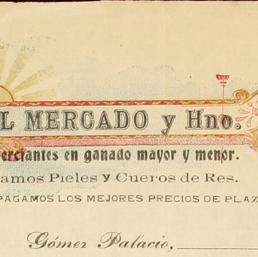 L MERCADO y Hno.
erciantes en ganado mayor y menor.
amos Pieles y Cueros de Res.
PAGAMOS LOS MEJORES PRECIOS DE PLAZ
Gómez Palacio,